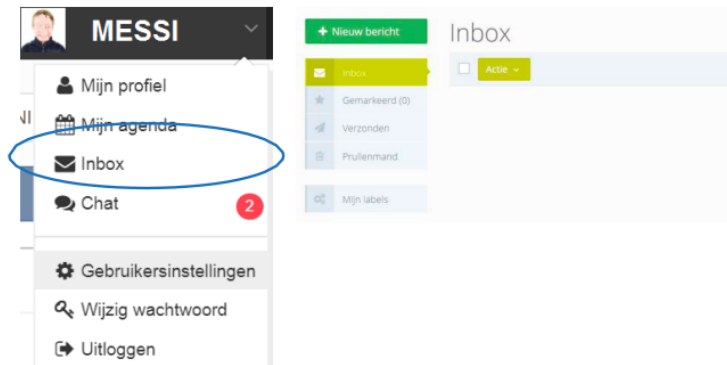 MESSI
Mijn profiel
NI
Mijn agenda
Inbox
Chat
2
Gebruikersinstellingen
Wijzig wachtwoord
Uitloggen
Nieuw bericht
Inbox
Inbox
Actie
Gemarkeerd (0)
Verzonden
Prullenmand
Mijn labels